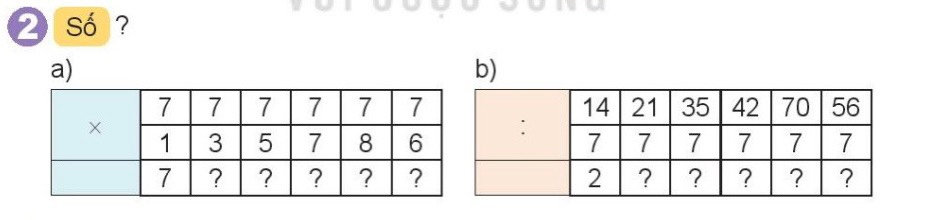 2 Số ?
a)
× 7 7 7 7 7 7
1 3 5 7 8 6
7 ? ? ? ? ?
b)
: 14 21 35 42 70 56
7 7 7 7 7 7
2 ? ? ? ? ?